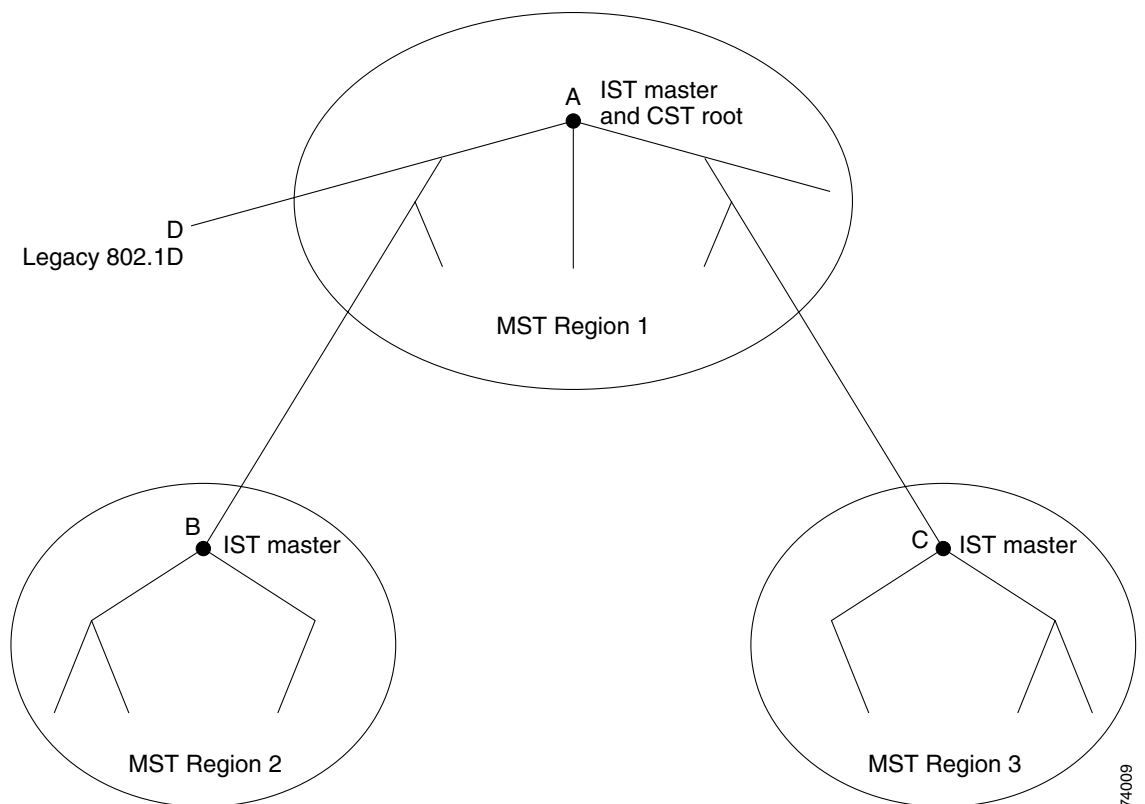 A
IST master
and CST root
D
Legacy 802.1D
MST Region 1
B
IST master
C
IST master
MST Region 2
MST Region 3
74009